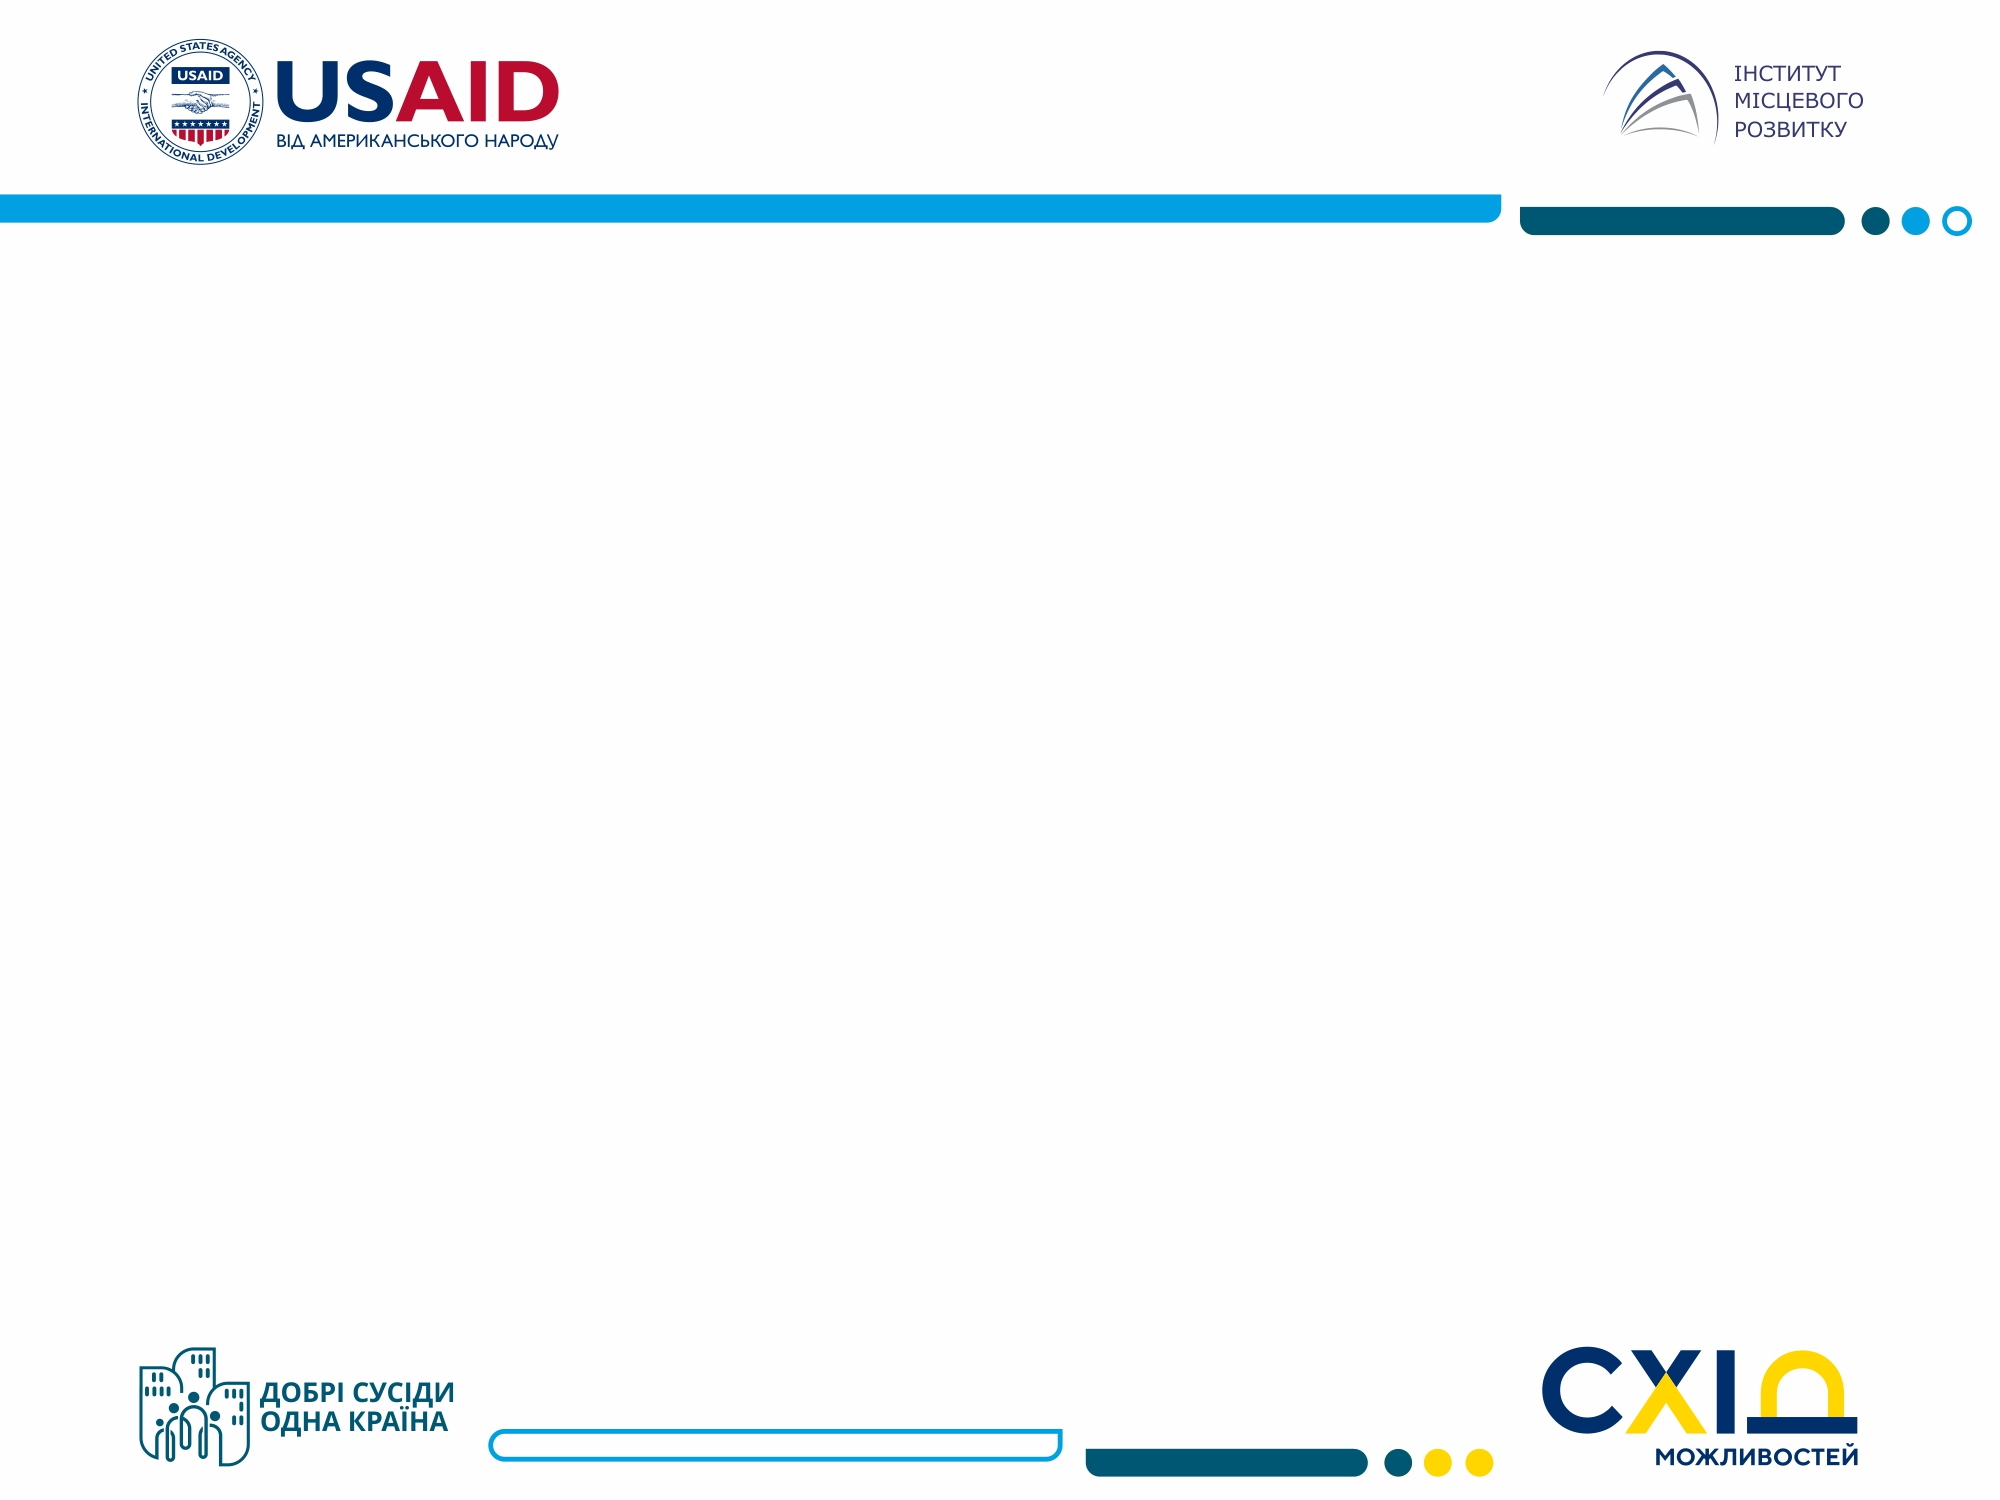 UNITED STATES AGENCY
USAID
INTERNATIONAL DEVELOPMENT
USAID
ВІД АМЕРИКАНСЬКОГО НАРОДУ
ІНСТИТУТ
МІСЦЕВОГО
РОЗВИТКУ
ДОБРІ СУСІДИ
ОДНА КРАЇНА
СХІД
МОЖЛИВОСТЕЙ